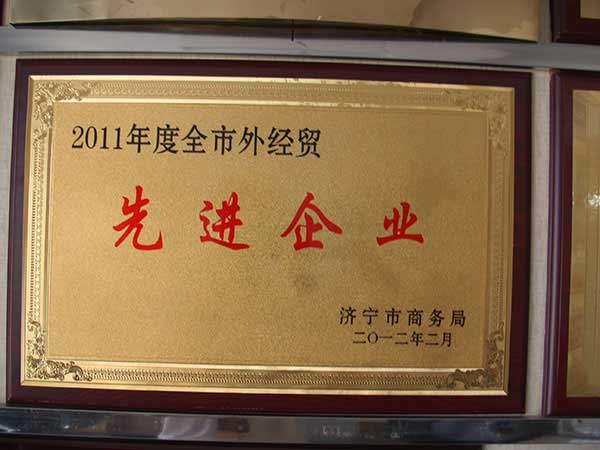 2011年度全市外经贸
先进企业
济宁市商务局
二〇一二年二月